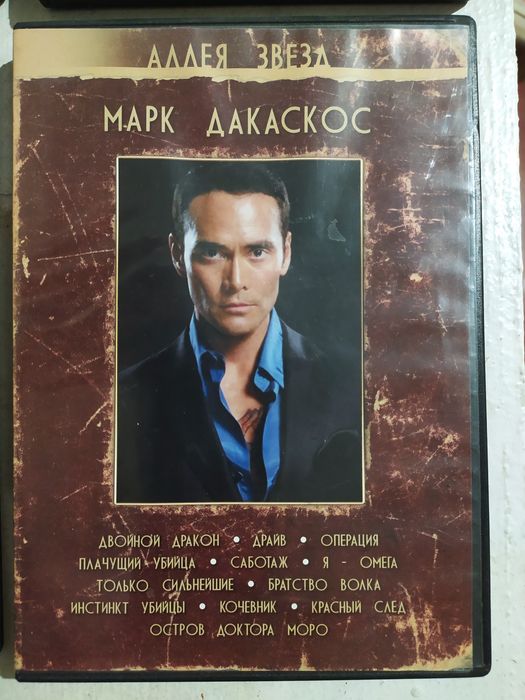 АЛЛЕЯ ЗВЕЗД
МАРК ДАКАСКОС
ДВОЙНОЙ ДРАКОН • ДРАЙВ • ОПЕРАЦИЯ
ПЛАЧУЩИЙ УБИЙЦА • САБОТАЖ • Я - ОМЕГА
ТОЛЬКО СИЛЬНЕЙШИЕ • БРАТСТВО ВОЛКА
ИНСТИНКТ УБИЙЦЫ • КОЧЕВНИК • КРАСНЫЙ СЛЕД
ОСТРОВ ДОКТОРА МОРО